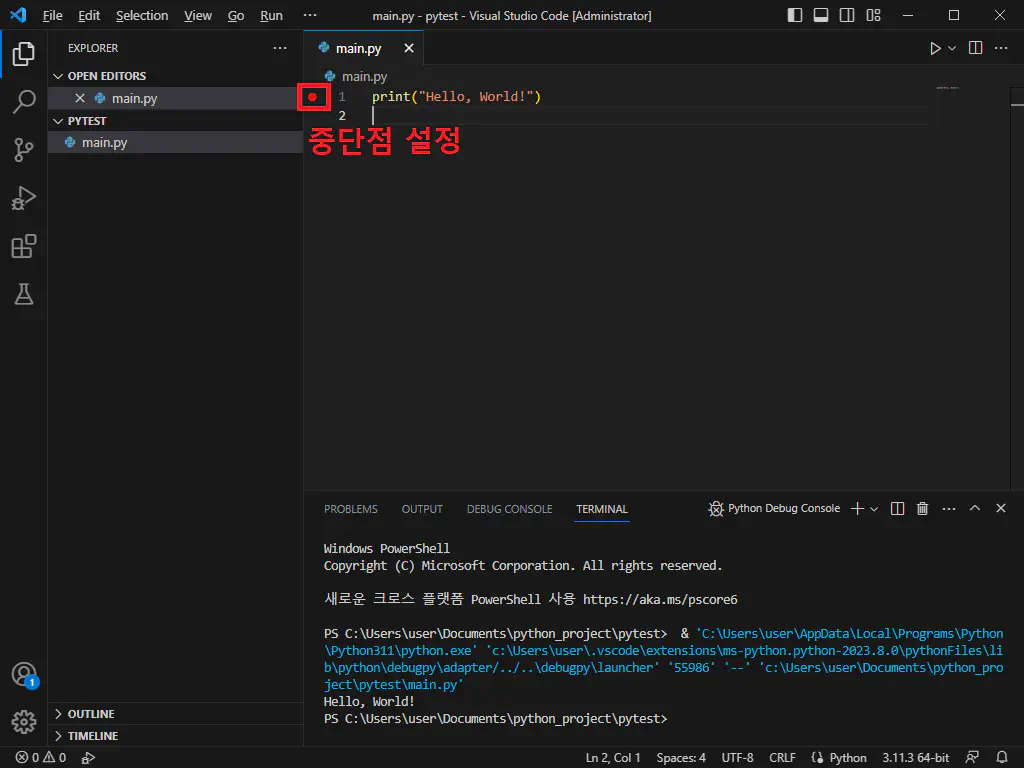 File Edit Selection View Go Run ··· main.py - pytest - Visual Studio Code [Administrator]
EXPLORER ···
OPEN EDITORS
main.py
PYTEST
main.py
OUTLINE
TIMELINE
main.py
main.py
1 print("Hello, World!")
2
중단점 설정
PROBLEMS OUTPUT DEBUG CONSOLE TERMINAL Python Debug Console
Windows PowerShell
Copyright (C) Microsoft Corporation. All rights reserved.
새로운 크로스 플랫폼 PowerShell 사용 https://aka.ms/pscore6
PS C:\Users\user\Documents\python_project\pytest> & 'C:\Users\user\AppData\Local\Programs\Python
\Python311\python.exe' 'c:\Users\user\.vscode\extensions\ms-python.python-2023.8.0\pythonFiles\li
b\python\debugpy\adapter/../..\debugpy\launcher' '55986' '--' 'c:\Users\user\Documents\python_pro
ject\pytest\main.py'
Hello, World!
PS C:\Users\user\Documents\python_project\pytest>
1
0 0 Ln 2, Col 1 Spaces: 4 UTF-8 CRLF Python 3.11.3 64-bit